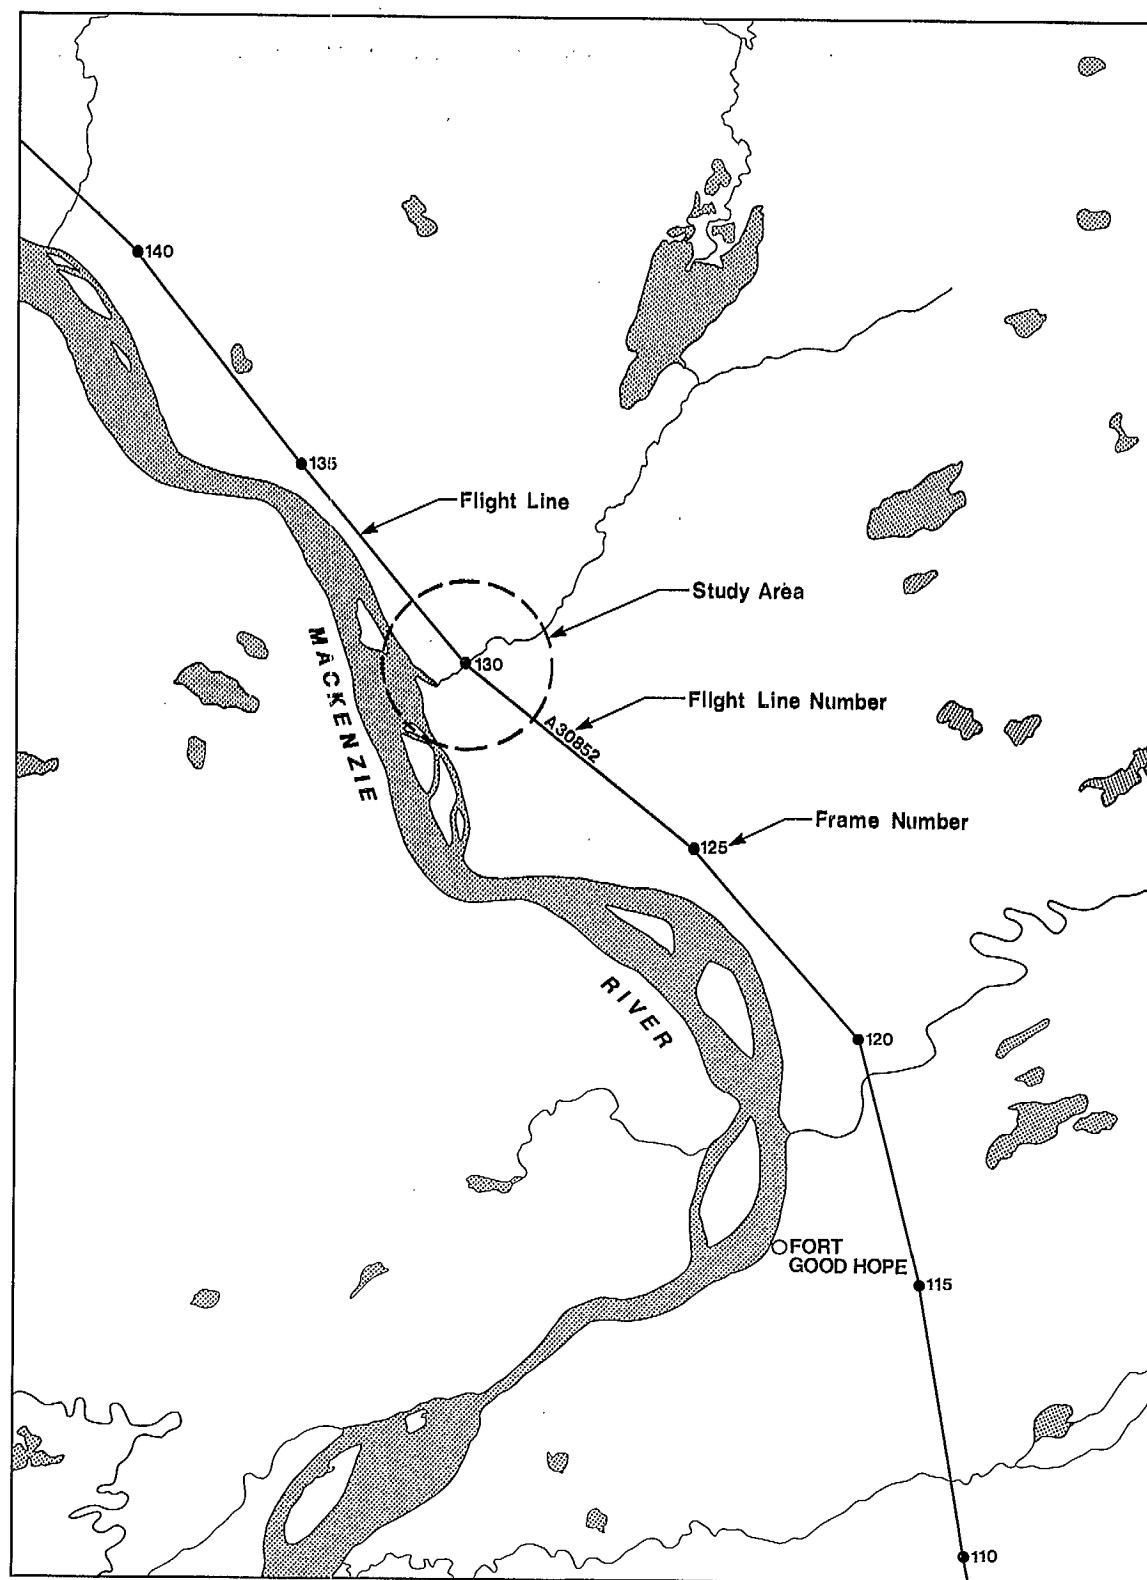 140
135
Flight Line
Study Area
130
MACKENZIE
Flight Line Number
A30852
Frame Number
125
RIVER
120
FORT
GOOD HOPE
115
110